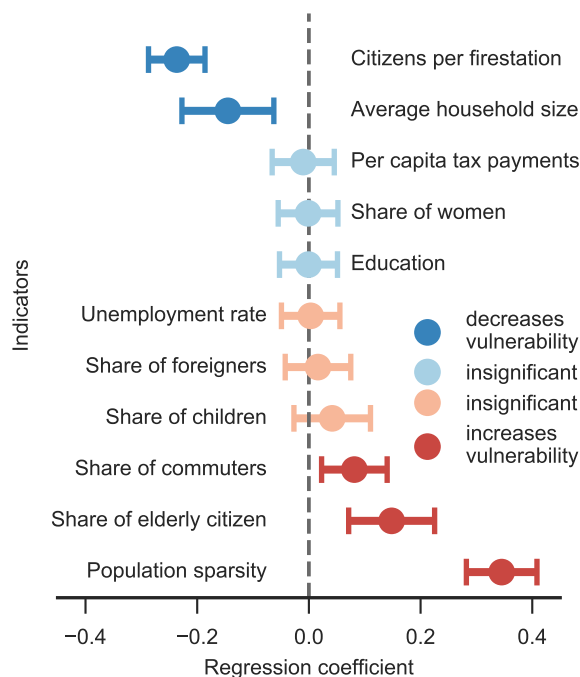 Citizens per firestation
Average household size
Per capita tax payments
Share of women
Education
Indicators
Unemployment rate
Share of foreigners
Share of children
Share of commuters
Share of elderly citizen
Population sparsity
decreases
vulnerability
insignificant
insignificant
increases
vulnerability
−0.4 −0.2 0.0 0.2 0.4
Regression coefficient